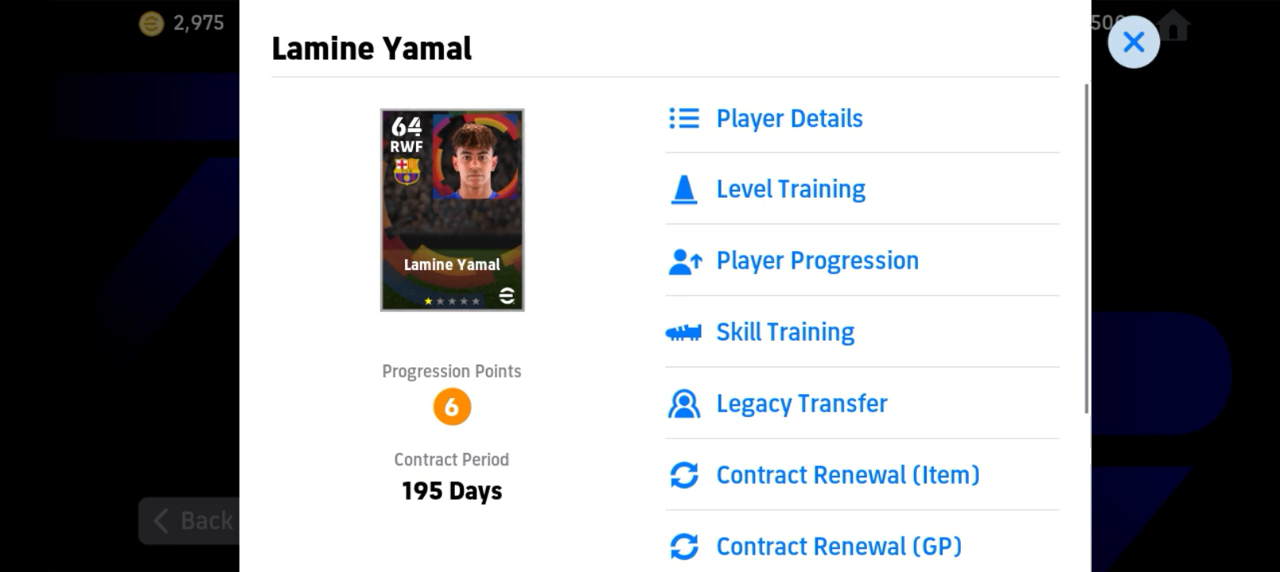 2,975
500
Lamine Yamal
64
RWF
Lamine Yamal
Progression Points
6
Contract Period
195 Days
Player Details
Level Training
Player Progression
Skill Training
Legacy Transfer
Contract Renewal (Item)
Contract Renewal (GP)
Back